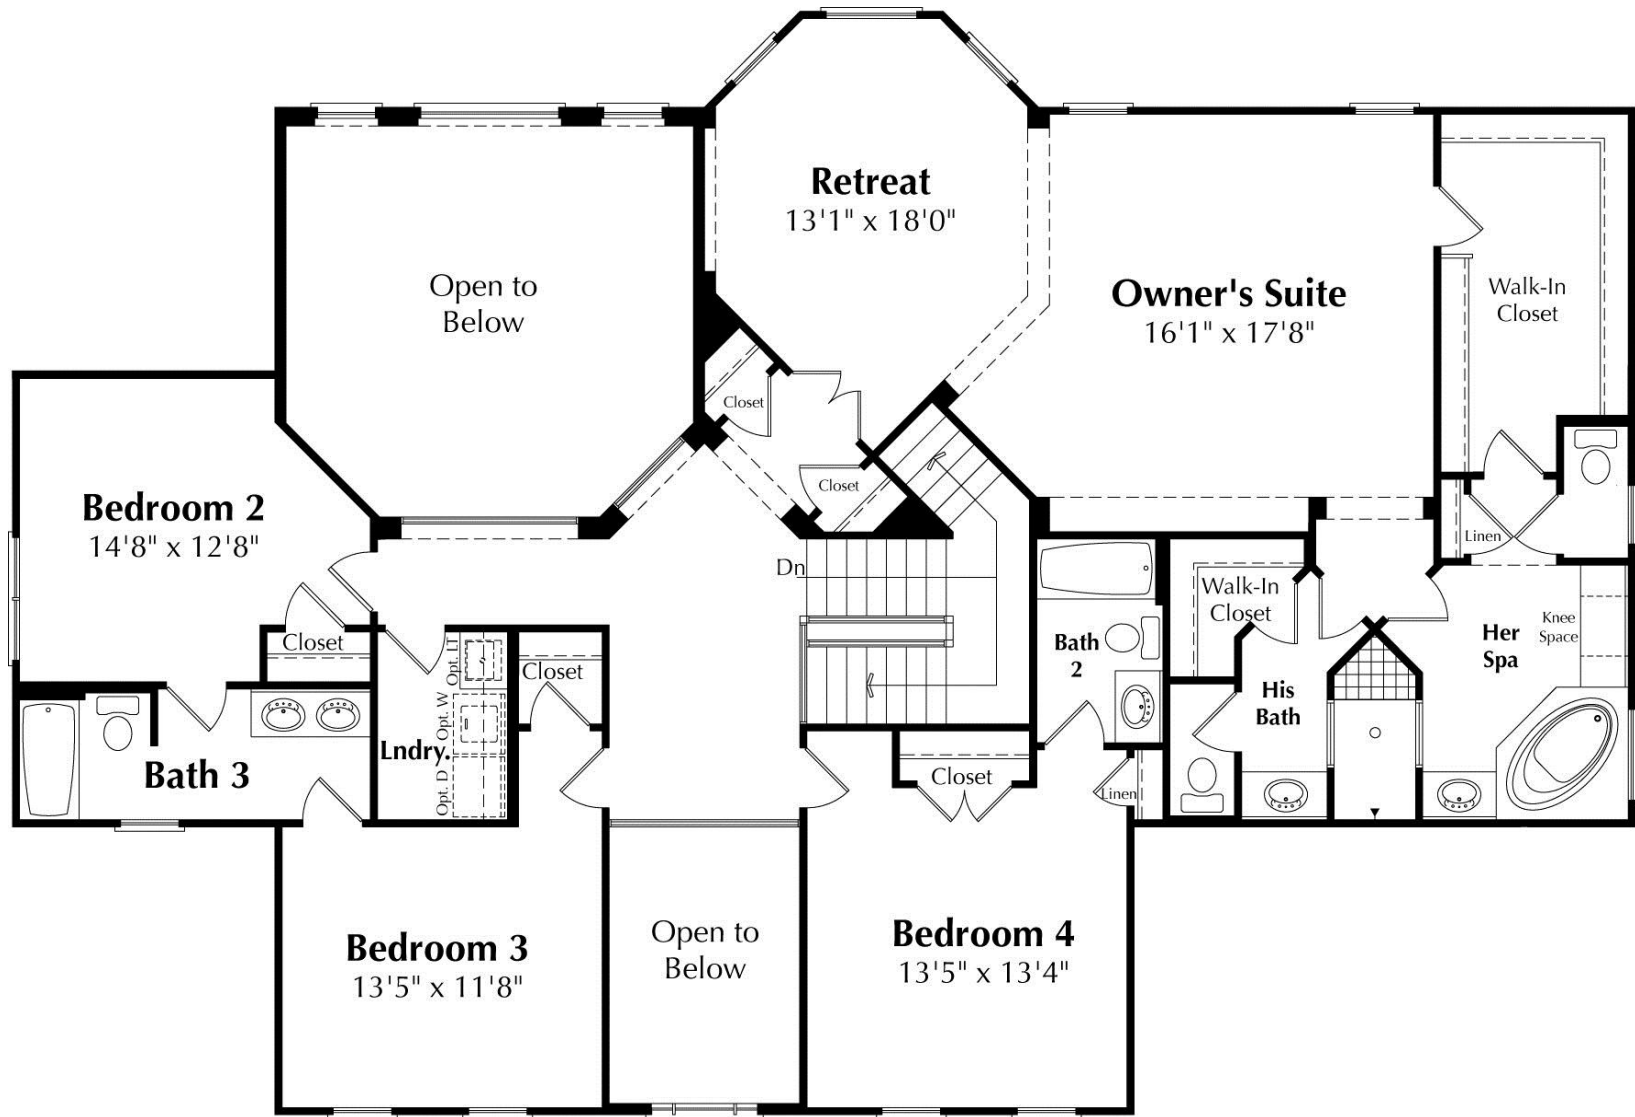 Retreat
13'1" x 18'0"
Open to
Below
Owner's Suite
16'1" x 17'8"
Walk-In
Closet
Closet
Closet
Linen
Bedroom 2
14'8" x 12'8"
Dn
Walk-In
Closet
Knee
Space
Her
Spa
Closet
Opt. LT
Closet
Bath
2
His
Bath
Opt. W
Lndry.
Opt. D
Bath 3
Closet
Linen
Bedroom 3
13'5" x 11'8"
Open to
Below
Bedroom 4
13'5" x 13'4"